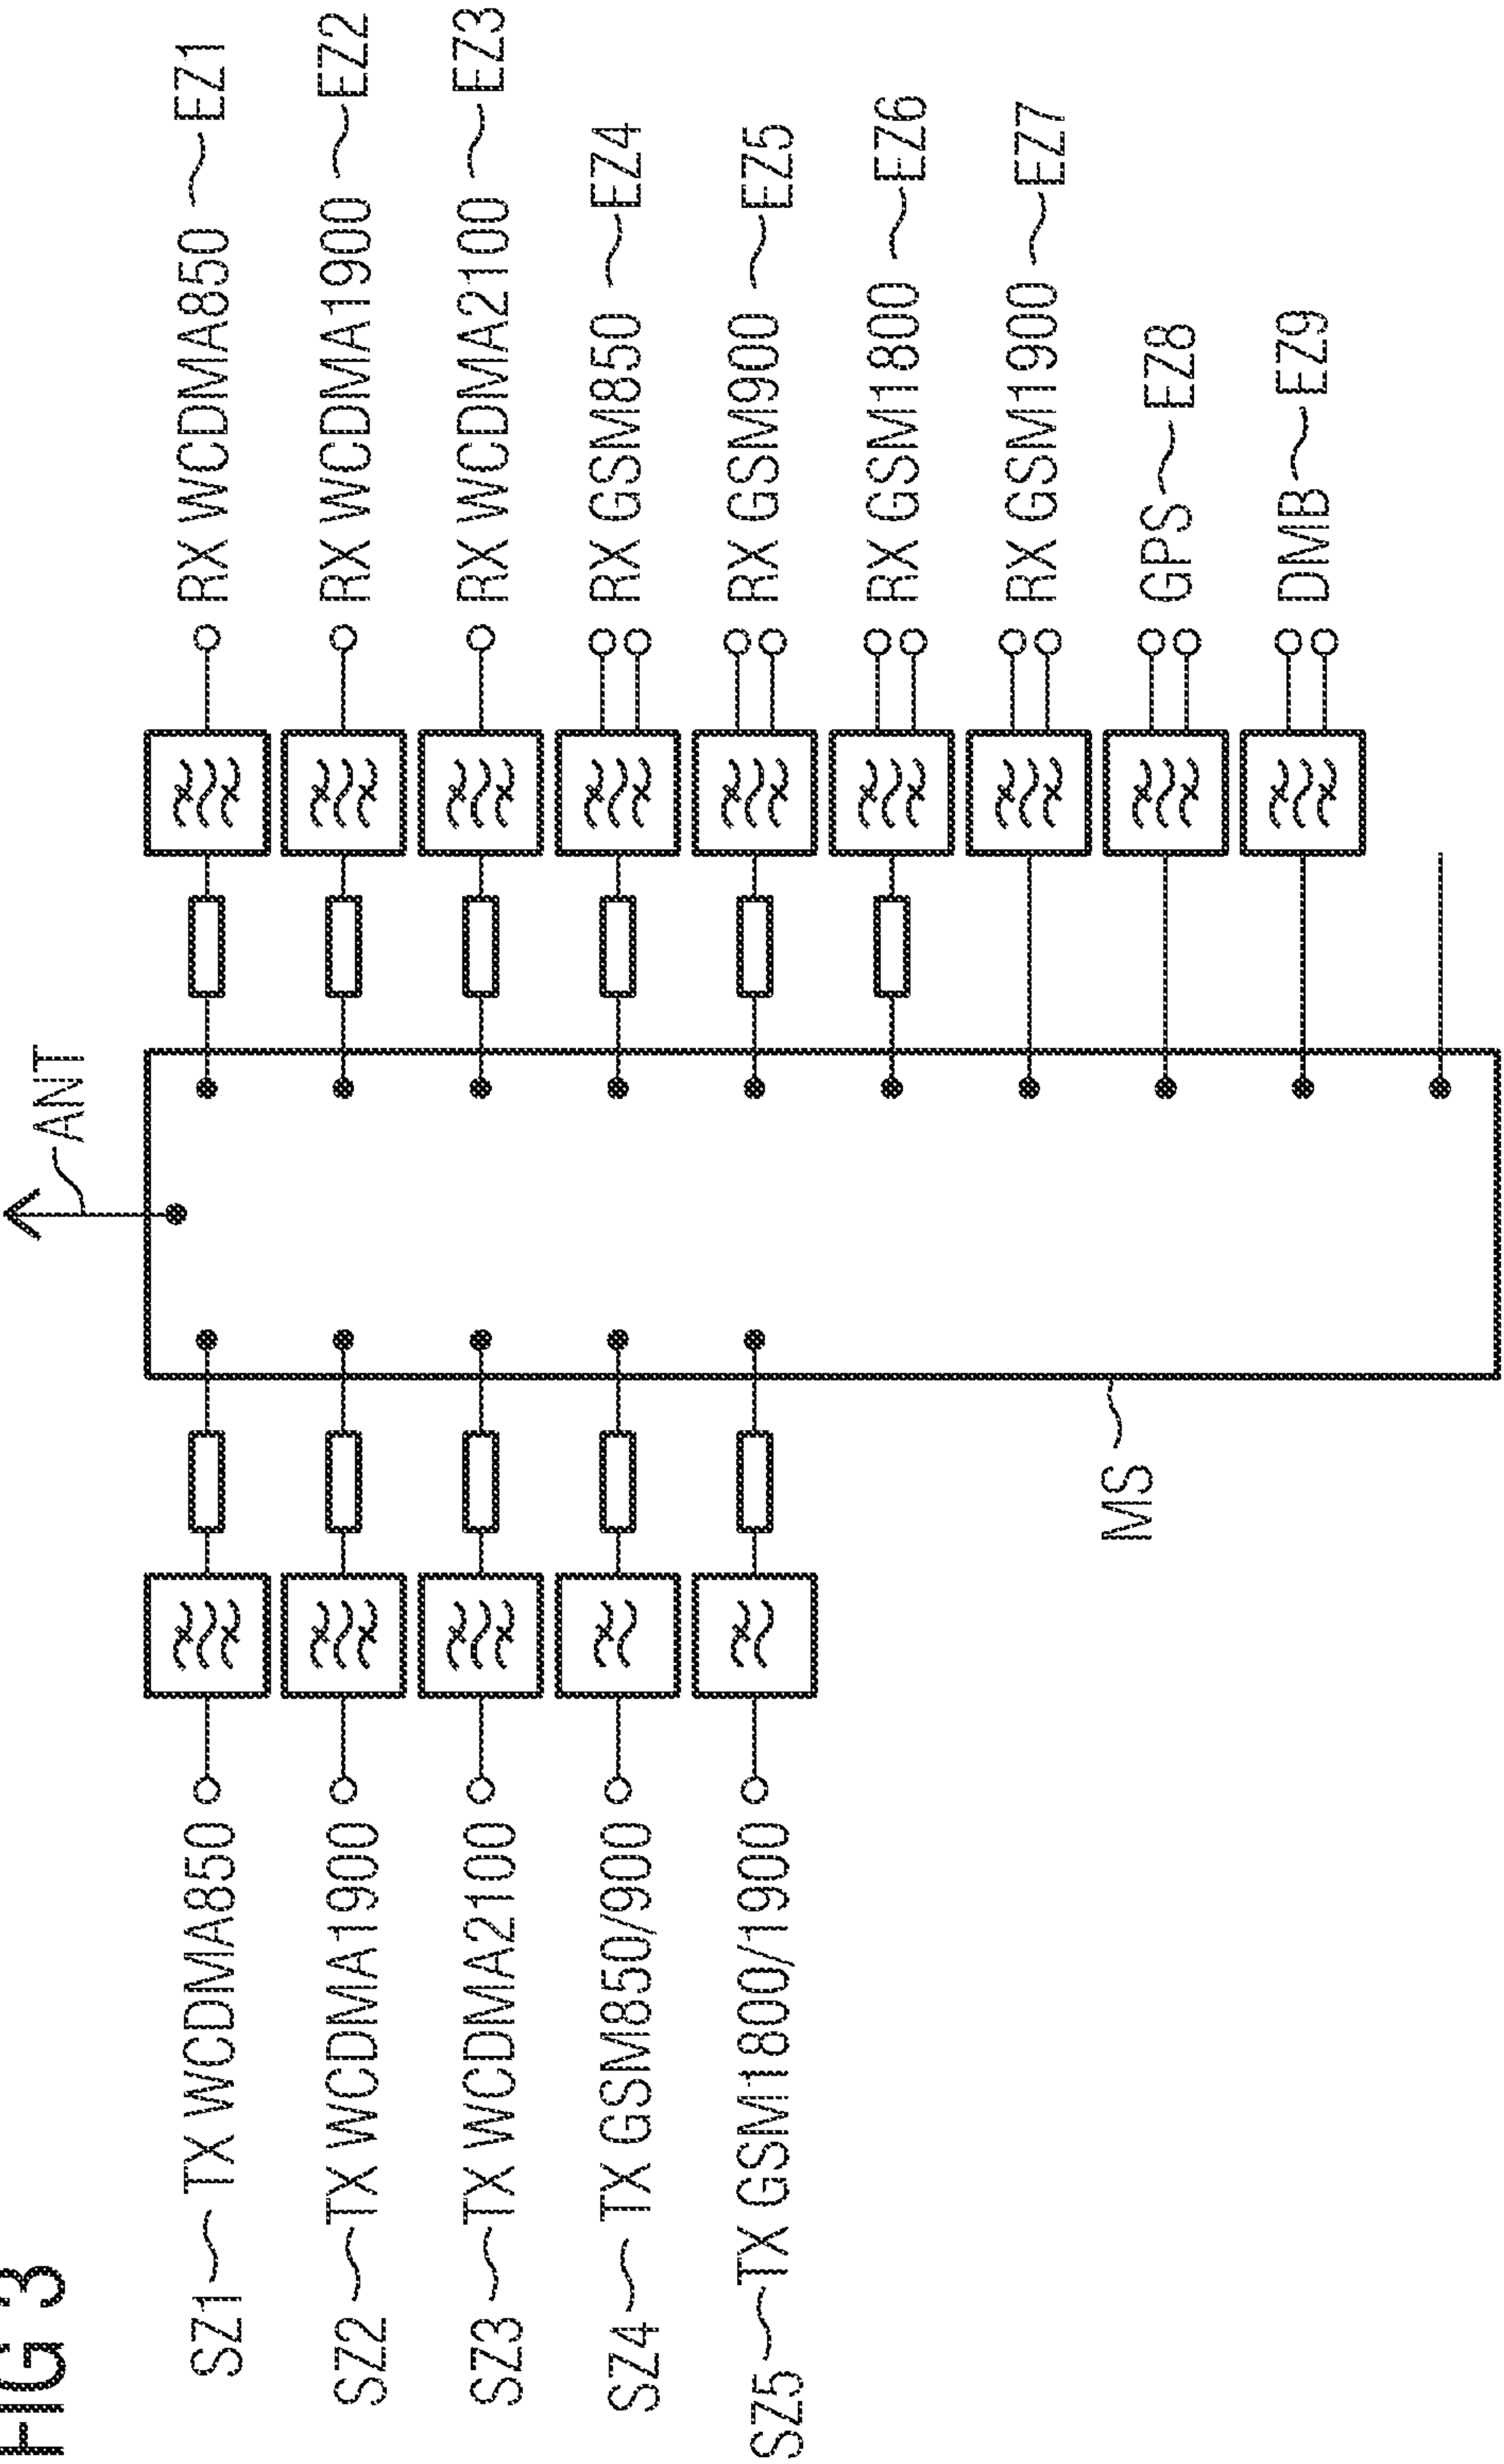 FIG 3
ANT
SZ1 TX WCDMA850
RX WCDMA850 EZ1
SZ2 TX WCDMA1900
RX WCDMA1900 EZ2
SZ3 TX WCDMA2100
RX WCDMA2100 EZ3
SZ4 TX GSM850/900
RX GSM850 EZ4
SZ5 TX GSM1800/1900
RX GSM900 EZ5
RX GSM1800 EZ6
RX GSM1900 EZ7
MS
GPS EZ8
DMB EZ9